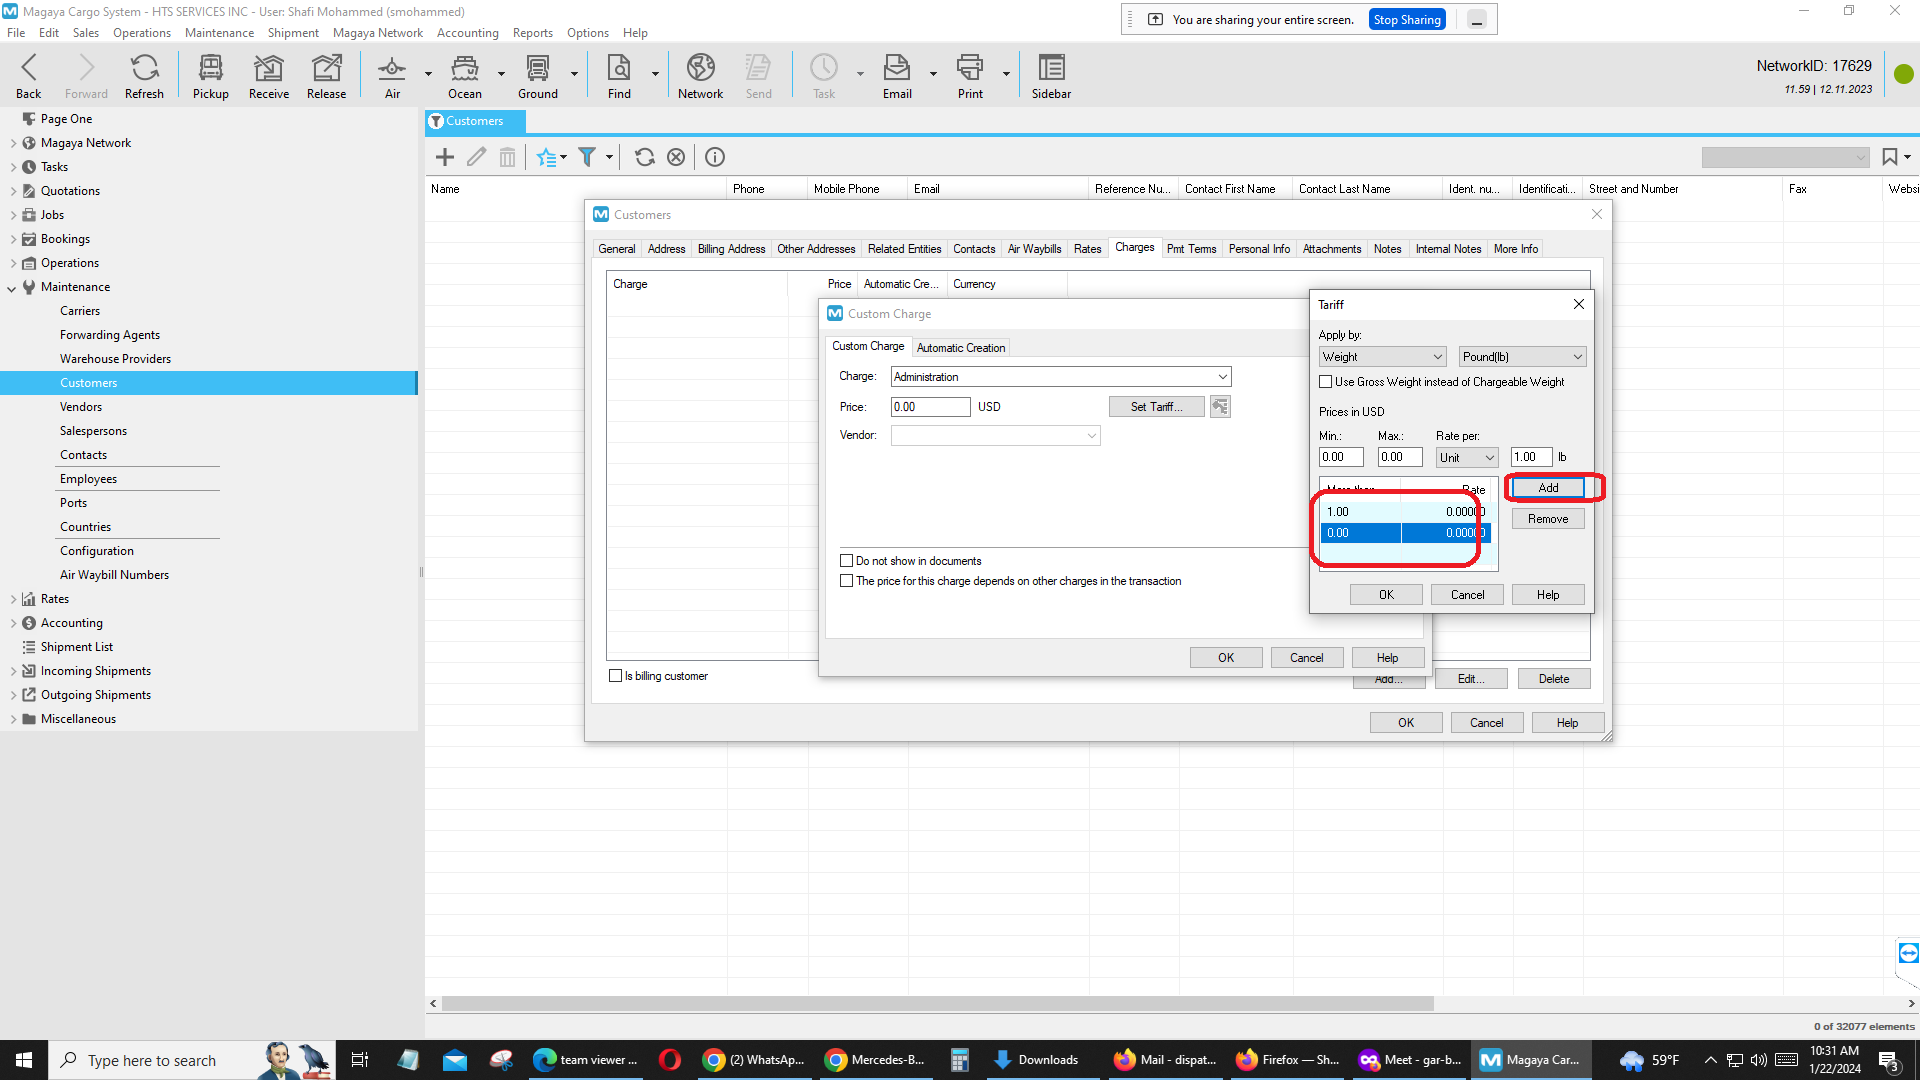 Magaya Cargo System - HTS SERVICES INC - User: Shafi Mohammed (smohammed)
You are sharing your entire screen. Stop Sharing
File Edit Sales Operations Maintenance Shipment Magaya Network Accounting Reports Options Help
Back Forward Refresh Pickup Receive Release Air Ocean Ground Find Network Send Task Email Print Sidebar
NetworkID: 17629
11.59 | 12.11.2023
Page One
Magaya Network
Tasks
Quotations
Jobs
Bookings
Operations
Maintenance
Carriers
Forwarding Agents
Warehouse Providers
Customers
Vendors
Salespersons
Contacts
Employees
Ports
Countries
Configuration
Air Waybill Numbers
Rates
Accounting
Shipment List
Incoming Shipments
Outgoing Shipments
Miscellaneous
Customers
Name Phone Mobile Phone Email Reference Nu... Contact First Name Contact Last Name Ident. nu... Identificati... Street and Number Fax Websi
Customers
General Address Billing Address Other Addresses Related Entities Contacts Air Waybills Rates Charges Pmt Terms Personal Info Attachments Notes Internal Notes More Info
Charge Price Automatic Cre... Currency
Custom Charge
Custom Charge Automatic Creation
Charge: Administration
Price: 0.00 USD Set Tariff...
Vendor:
Do not show in documents
The price for this charge depends on other charges in the transaction
OK Cancel Help
Tariff
Apply by:
Weight Pound(lb)
Use Gross Weight instead of Chargeable Weight
Prices in USD
Min.: Max.: Rate per:
0.00 0.00 Unit 1.00 lb
More than Rate
1.00 0.00000
0.00 0.00000
Add
Remove
OK Cancel Help
Is billing customer
Add... Edit... Delete
OK Cancel Help
0 of 32077 elements
Type here to search
team viewer ...
(2) WhatsAp...
Mercedes-B...
Downloads
Mail - dispat...
Firefox — Sh...
Meet - gar-b...
Magaya Car...
59°F
10:31 AM
1/22/2024
3